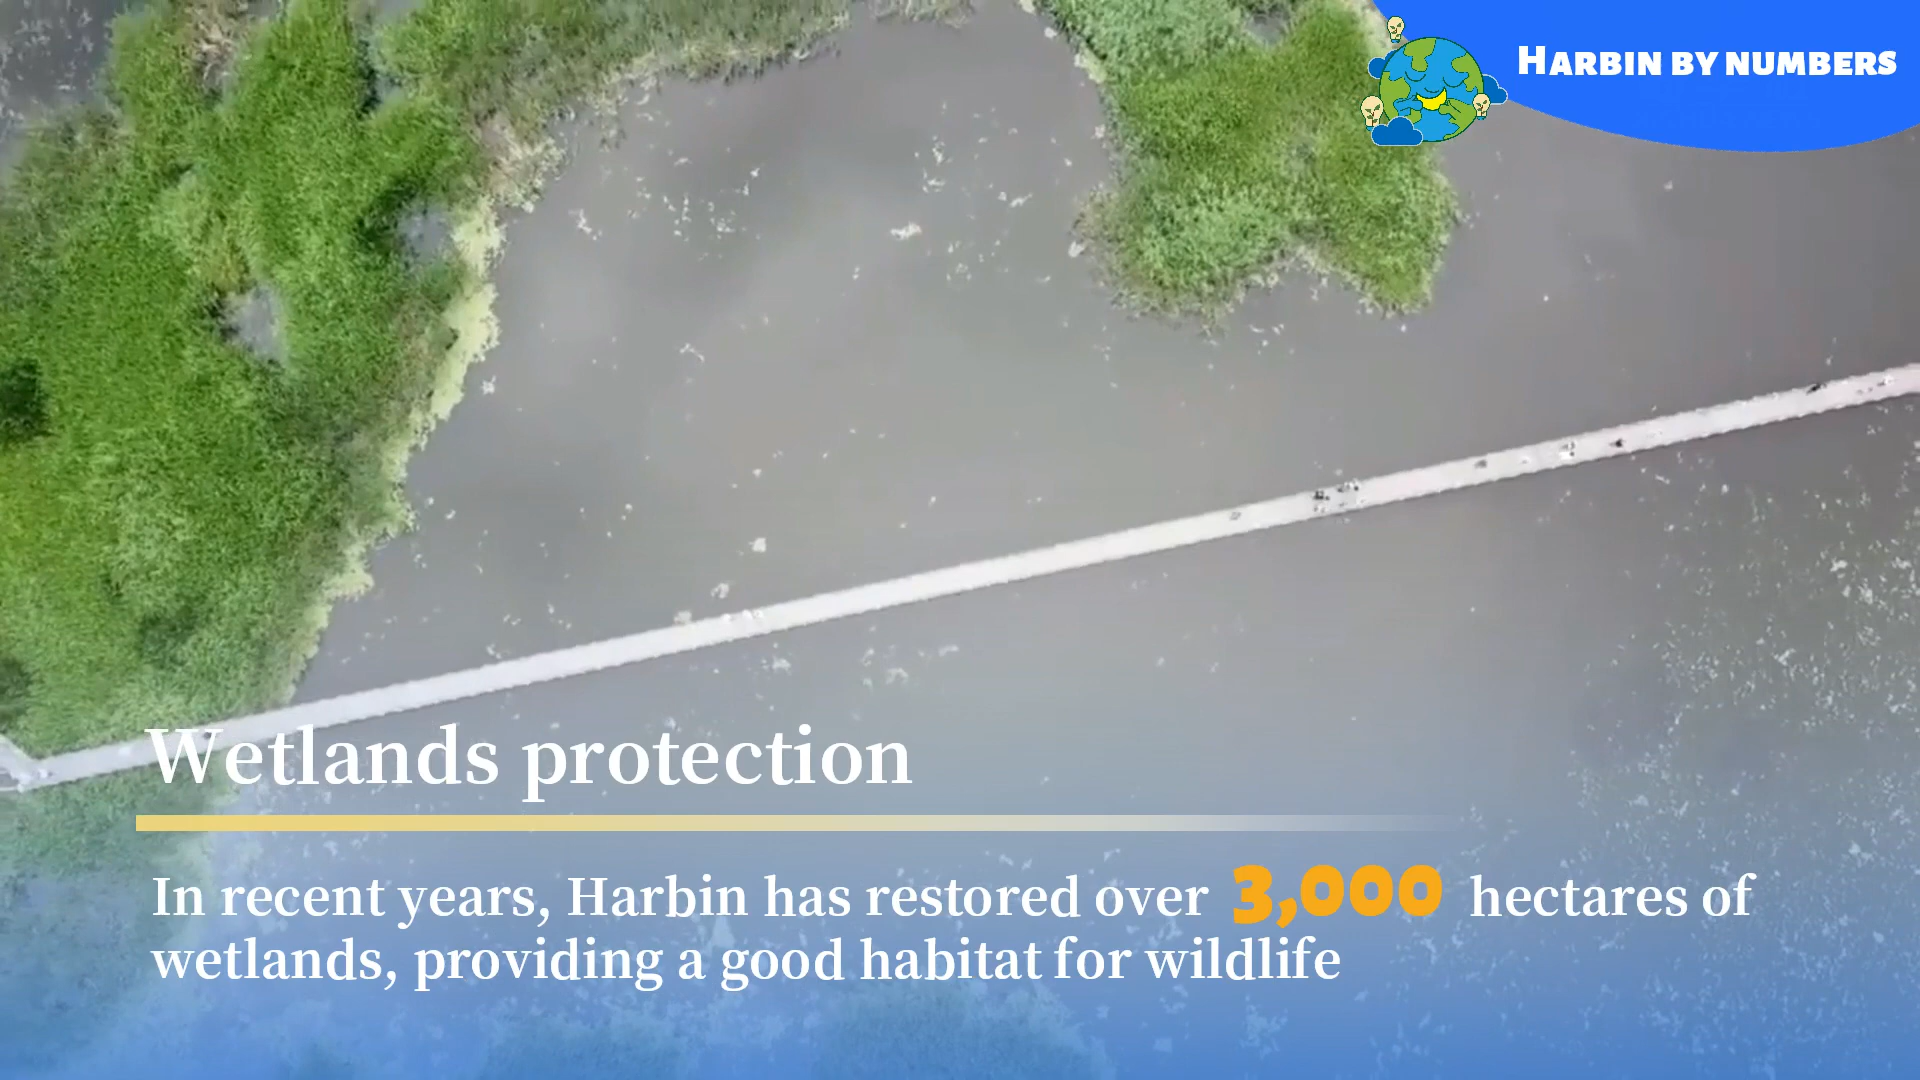 HARBIN BY NUMBERS
Wetlands protection
In recent years, Harbin has restored over 3,000 hectares of
wetlands, providing a good habitat for wildlife